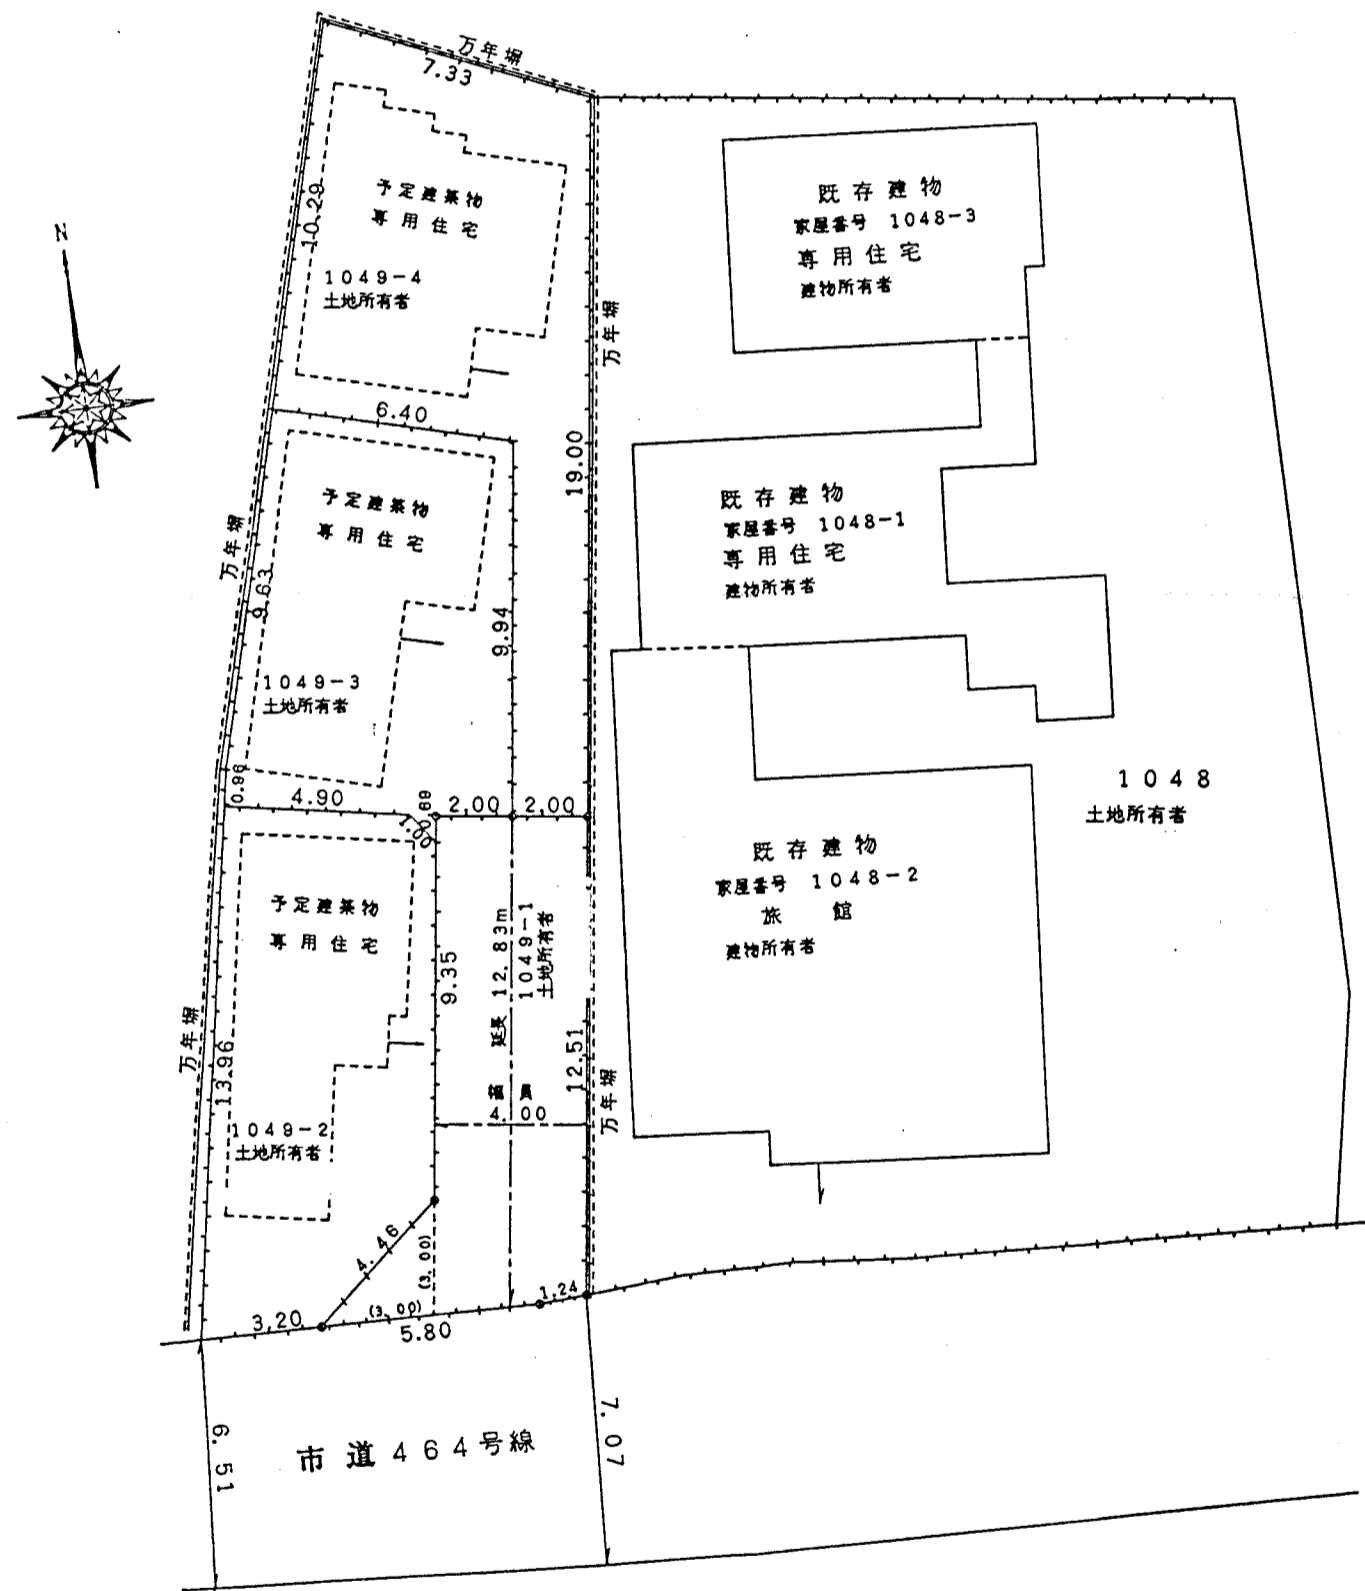 万年塀
7.33
N
10.29
予定建築物
専用住宅
1049-4
土地所有者
万年塀
既存建物
家屋番号 1048-3
専用住宅
建物所有者
6.40
19.00
万年塀
9.63
予定建築物
専用住宅
9.94
1049-3
土地所有者
既存建物
家屋番号 1048-1
専用住宅
建物所有者
0.96
4.90
1.00
0.69
2.00
2.00
1048
土地所有者
予定建築物
専用住宅
9.35
延長 12.83m
1049-1
土地所有者
既存建物
家屋番号 1048-2
旅館
建物所有者
万年塀
13.96
12.51
万年塀
幅員
4.00
1049-2
土地所有者
4.46
(3.00)
(3.00)
1.24
3.20
5.80
6.51
市道464号線
7.07